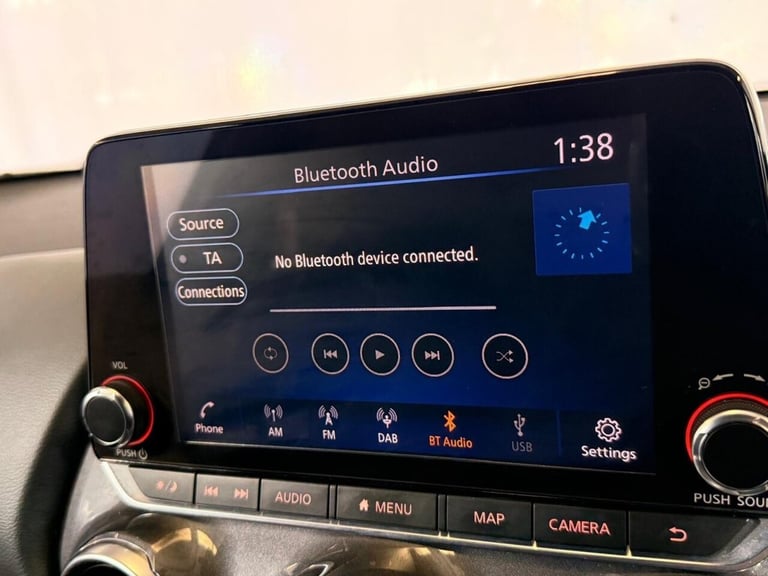 Bluetooth Audio
1:38
Source
TA
Connections
No Bluetooth device connected.
Phone
AM
FM
DAB
BT Audio
USB
Settings
VOL
PUSH
AUDIO
MENU
MAP
CAMERA
PUSH SOU